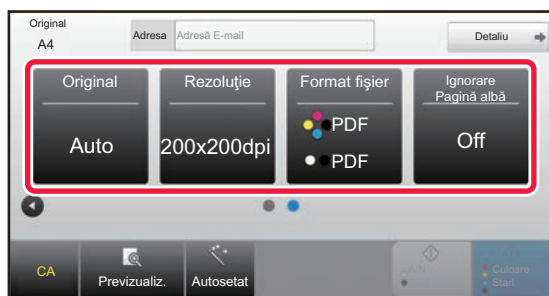 Original
A4
Adresa
Adresă E-mail
Detaliu
Original
Auto
Rezoluţie
200x200dpi
Format fişier
PDF
PDF
Ignorare
Pagină albă
Off
CA
Previzualiz.
Autosetat
Culoare
Start